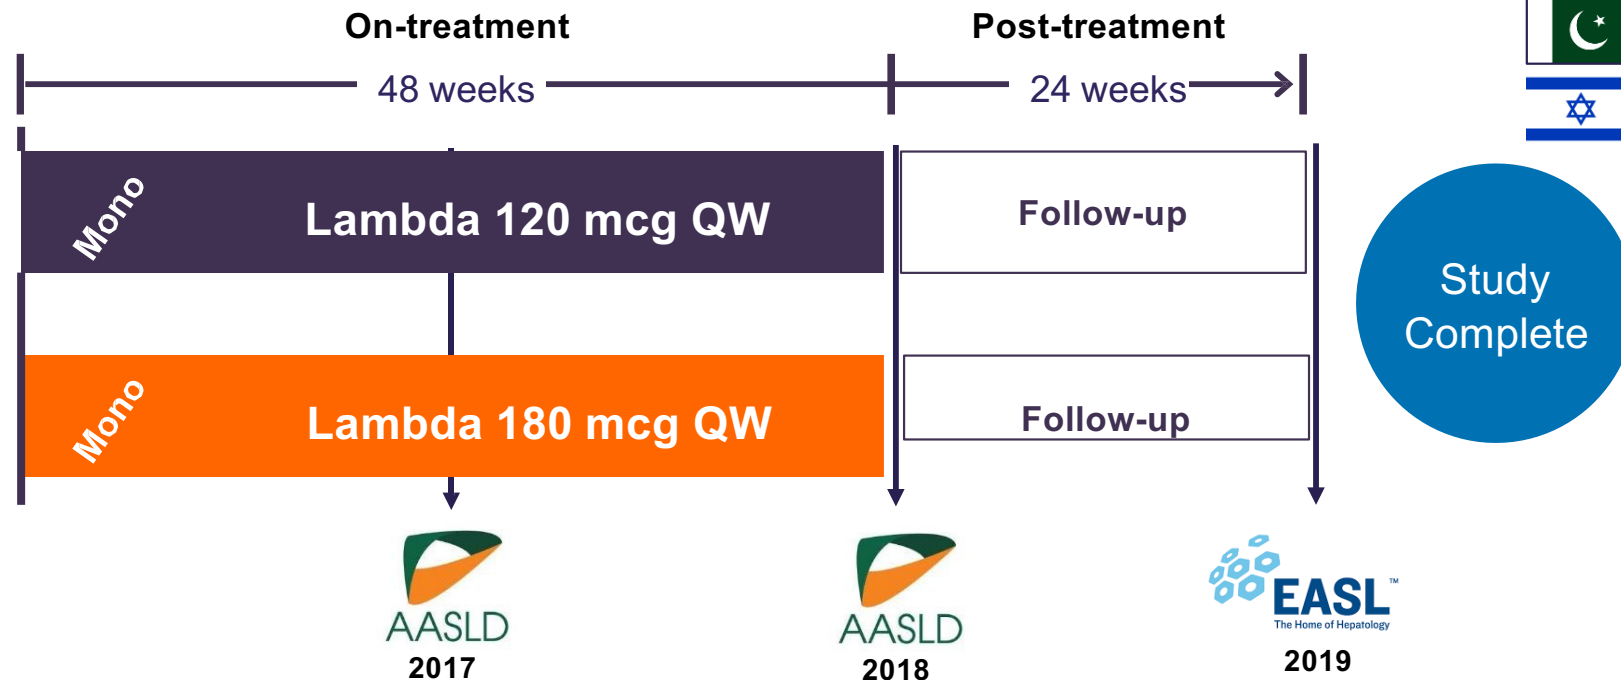 On-treatment
Post-treatment
48 weeks
24 weeks
Mono
Lambda 120 mcg QW
Follow-up
Study
Complete
Mono
Lambda 180 mcg QW
Follow-up
AASLD
2017
AASLD
2018
EASL™
The Home of Hepatology
2019